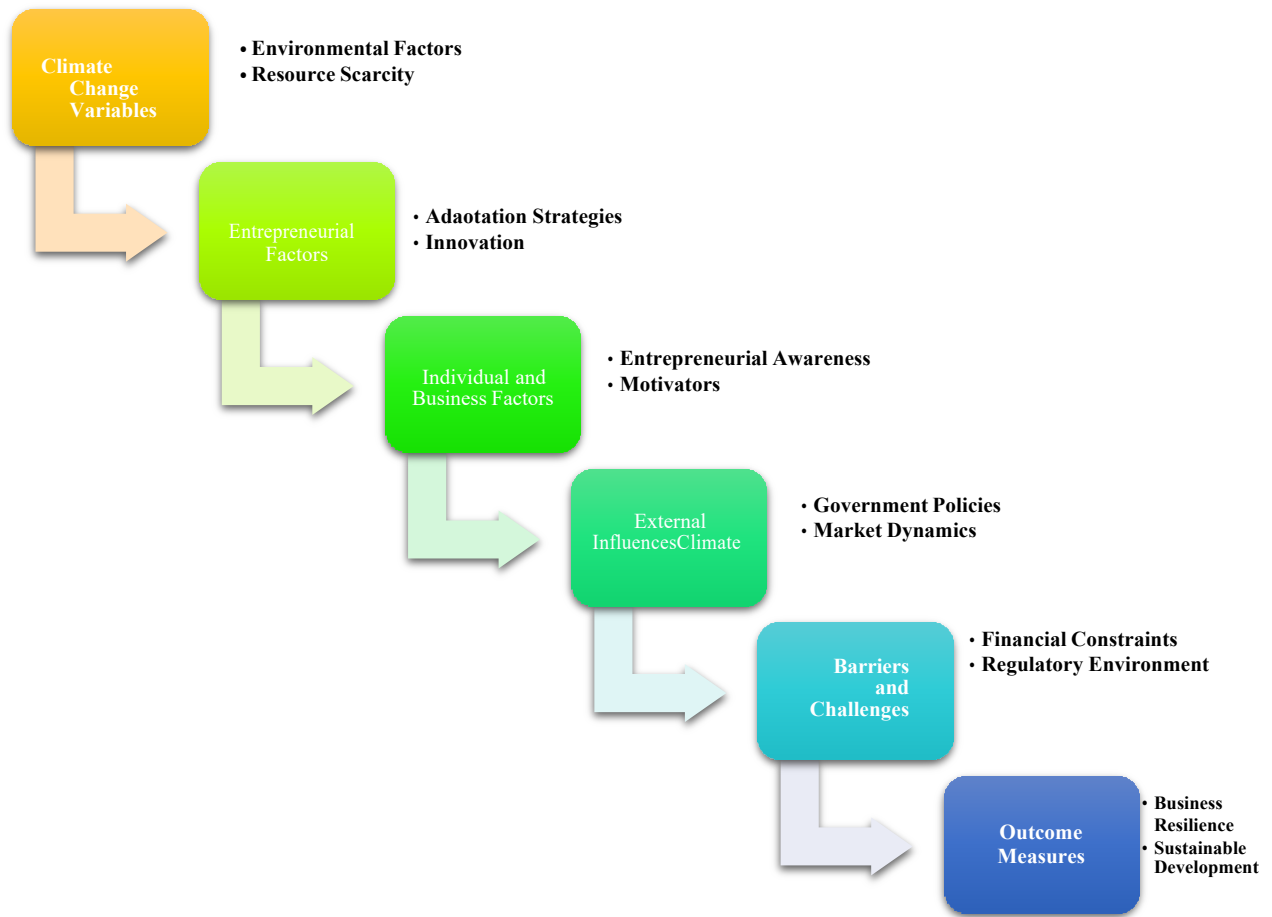 Climate
Change
Variables
• Environmental Factors
• Resource Scarcity
Entrepreneurial
Factors
• Adaotation Strategies
• Innovation
Individual and
Business Factors
• Entrepreneurial Awareness
• Motivators
External
InfluencesClimate
• Government Policies
• Market Dynamics
Barriers
and
Challenges
• Financial Constraints
• Regulatory Environment
Outcome
Measures
• Business
Resilience
• Sustainable
Development